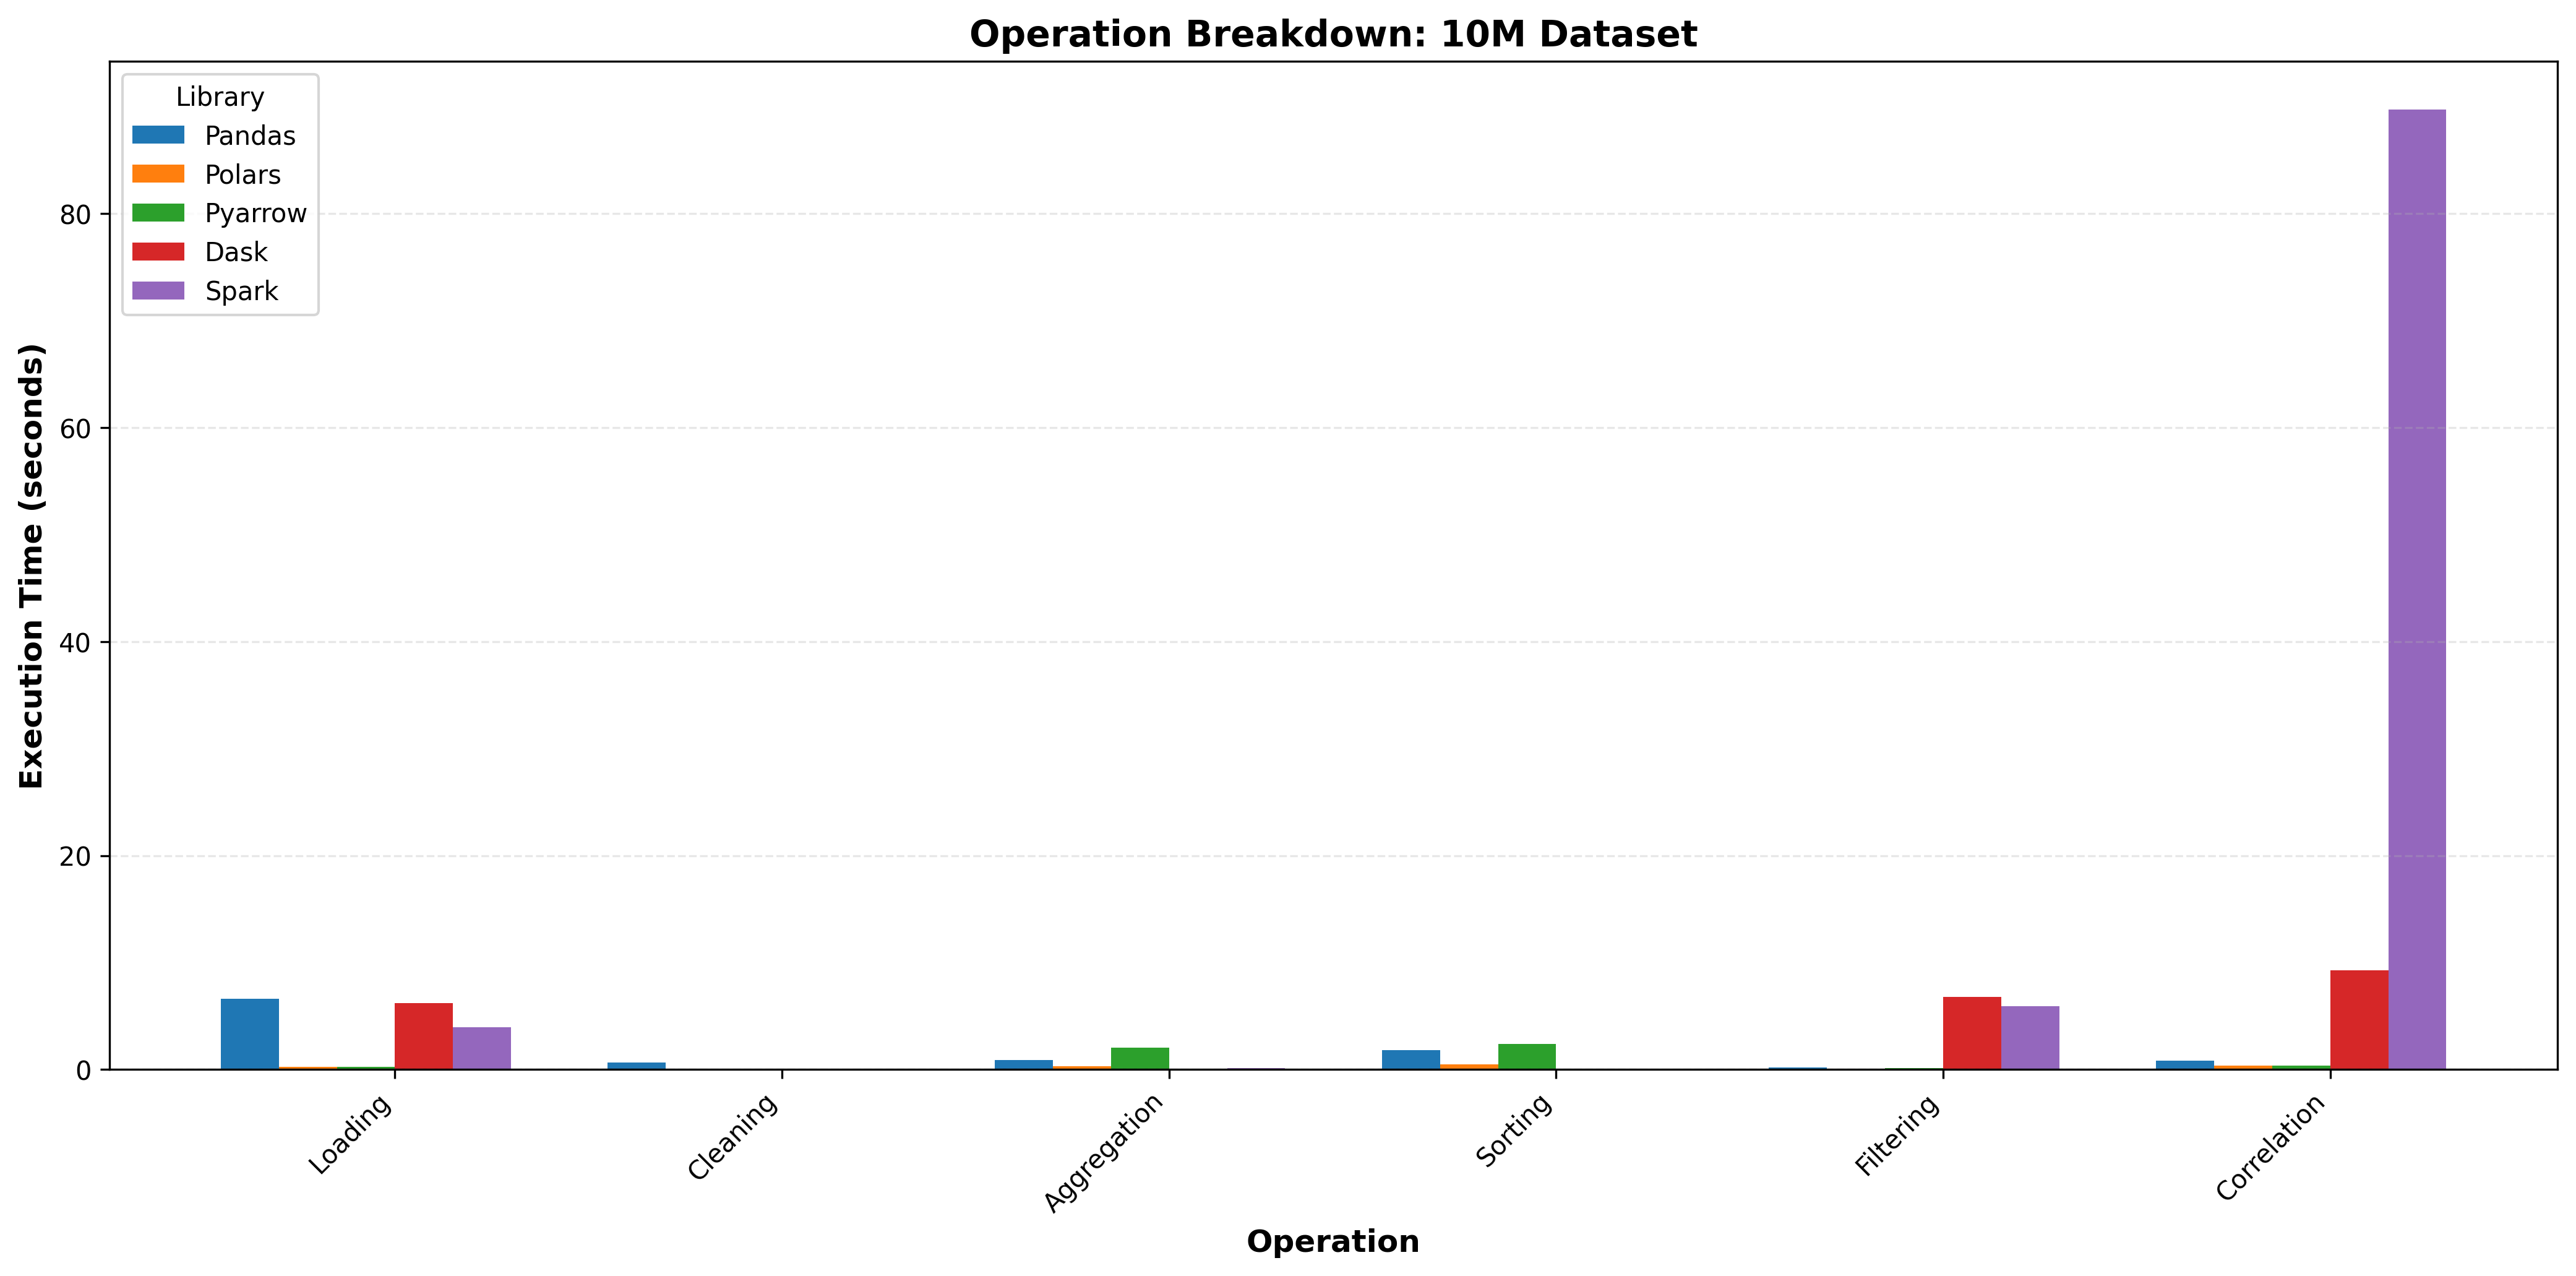 Operation Breakdown: 10M Dataset
Library
Pandas
Polars
Pyarrow
Dask
Spark
Execution Time (seconds)
80
60
40
20
0
Loading
Cleaning
Aggregation
Sorting
Filtering
Correlation
Operation